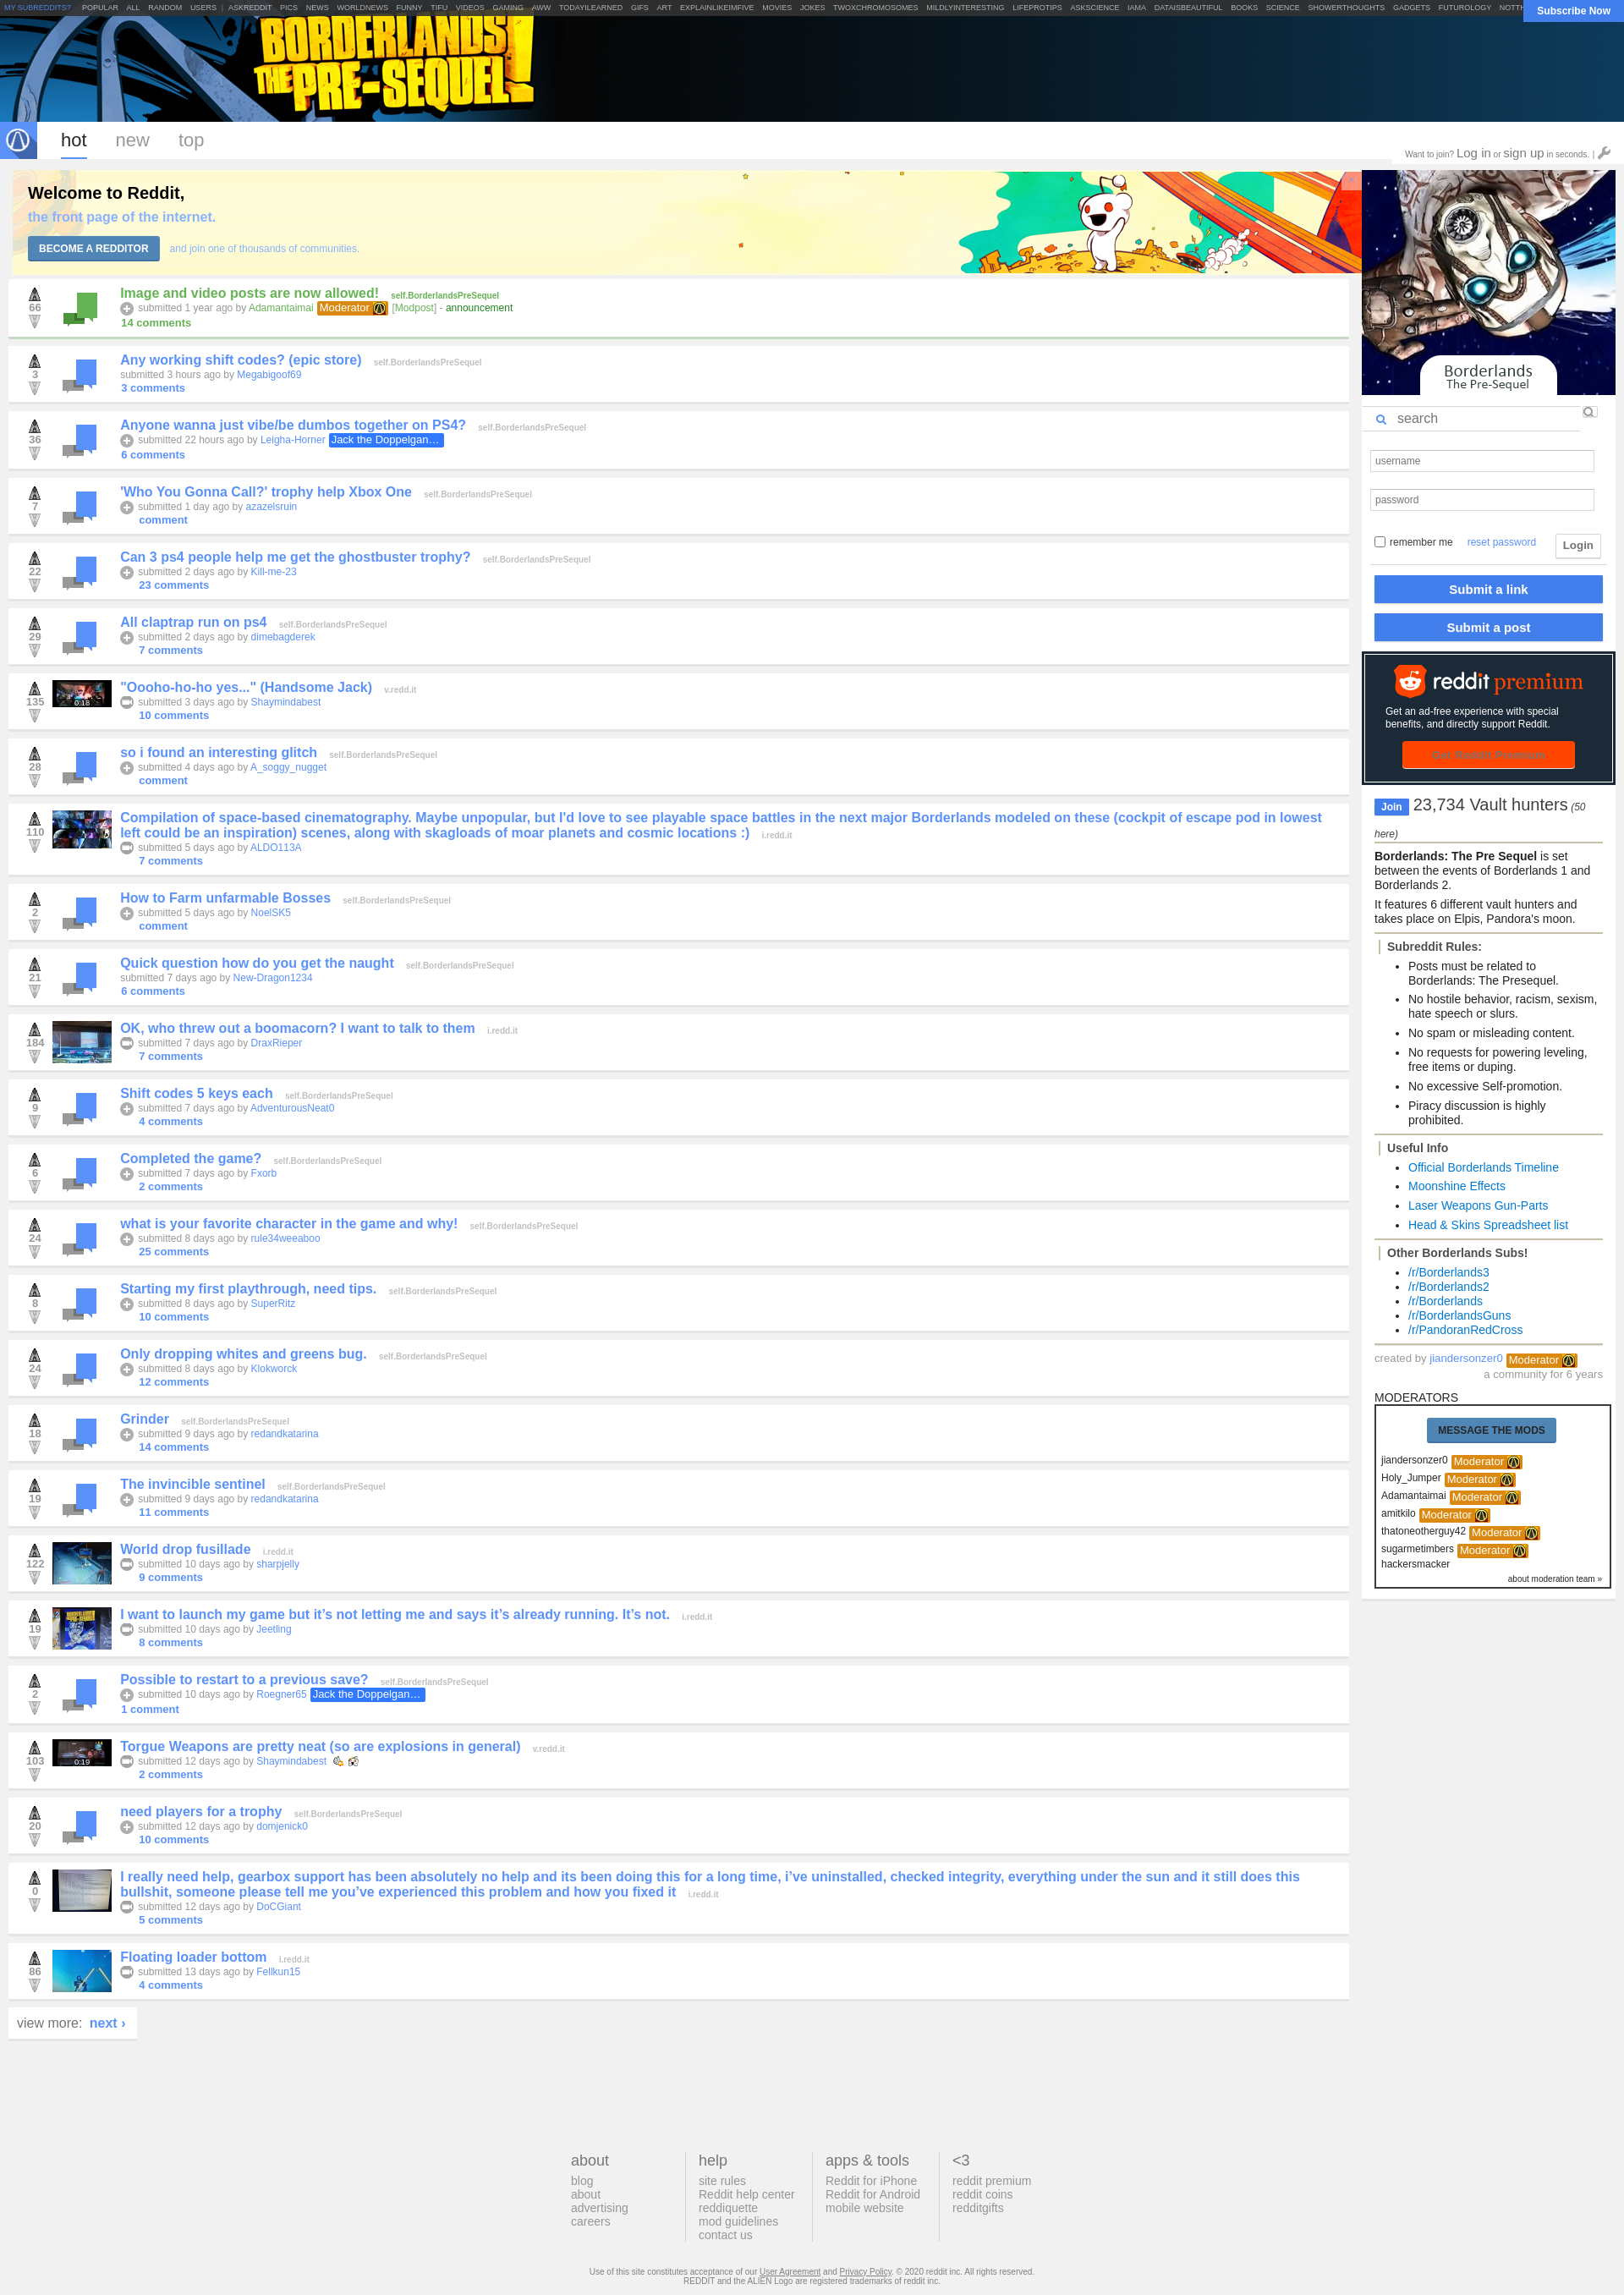 MY SUBREDDITS? POPULAR ALL RANDOM USERS | ASKREDDIT PICS NEWS WORLDNEWS FUNNY TIFU VIDEOS GAMING AWW TODAYILEARNED GIFS ART EXPLAINLIKEIMFIVE MOVIES JOKES TWOXCHROMOSOMES MILDLYINTERESTING LIFEPROTIPS ASKSCIENCE IAMA DATAISBEAUTIFUL BOOKS SCIENCE SHOWERTHOUGHTS GADGETS FUTUROLOGY NOTTH
Subscribe Now
BORDERLANDS
THE PRE-SEQUEL!
hot new top
Want to join? Log in or sign up in seconds. |
Welcome to Reddit,
the front page of the internet.
BECOME A REDDITOR and join one of thousands of communities.
66
Image and video posts are now allowed! self.BorderlandsPreSequel
submitted 1 year ago by Adamantaimai Moderator [Modpost] - announcement
14 comments
3
Any working shift codes? (epic store) self.BorderlandsPreSequel
submitted 3 hours ago by Megabigoof69
3 comments
36
Anyone wanna just vibe/be dumbos together on PS4? self.BorderlandsPreSequel
submitted 22 hours ago by Leigha-Horner Jack the Doppelgan…
6 comments
7
'Who You Gonna Call?' trophy help Xbox One self.BorderlandsPreSequel
submitted 1 day ago by azazelsruin
comment
22
Can 3 ps4 people help me get the ghostbuster trophy? self.BorderlandsPreSequel
submitted 2 days ago by Kill-me-23
23 comments
29
All claptrap run on ps4 self.BorderlandsPreSequel
submitted 2 days ago by dimebagderek
7 comments
135
0:18
"Oooho-ho-ho yes..." (Handsome Jack) v.redd.it
submitted 3 days ago by Shaymindabest
10 comments
28
so i found an interesting glitch self.BorderlandsPreSequel
submitted 4 days ago by A_soggy_nugget
comment
110
Compilation of space-based cinematography. Maybe unpopular, but I'd love to see playable space battles in the next major Borderlands modeled on these (cockpit of escape pod in lowest
left could be an inspiration) scenes, along with skagloads of moar planets and cosmic locations :) i.redd.it
submitted 5 days ago by ALDO113A
7 comments
2
How to Farm unfarmable Bosses self.BorderlandsPreSequel
submitted 5 days ago by NoelSK5
comment
21
Quick question how do you get the naught self.BorderlandsPreSequel
submitted 7 days ago by New-Dragon1234
6 comments
184
OK, who threw out a boomacorn? I want to talk to them i.redd.it
submitted 7 days ago by DraxRieper
7 comments
9
Shift codes 5 keys each self.BorderlandsPreSequel
submitted 7 days ago by AdventurousNeat0
4 comments
6
Completed the game? self.BorderlandsPreSequel
submitted 7 days ago by Fxorb
2 comments
24
what is your favorite character in the game and why! self.BorderlandsPreSequel
submitted 8 days ago by rule34weeaboo
25 comments
8
Starting my first playthrough, need tips. self.BorderlandsPreSequel
submitted 8 days ago by SuperRitz
10 comments
24
Only dropping whites and greens bug. self.BorderlandsPreSequel
submitted 8 days ago by Klokworck
12 comments
18
Grinder self.BorderlandsPreSequel
submitted 9 days ago by redandkatarina
14 comments
19
The invincible sentinel self.BorderlandsPreSequel
submitted 9 days ago by redandkatarina
11 comments
122
World drop fusillade i.redd.it
submitted 10 days ago by sharpjelly
9 comments
19
I want to launch my game but it’s not letting me and says it’s already running. It’s not. i.redd.it
submitted 10 days ago by Jeetling
8 comments
2
Possible to restart to a previous save? self.BorderlandsPreSequel
submitted 10 days ago by Roegner65 Jack the Doppelgan…
1 comment
103
0:19
Torgue Weapons are pretty neat (so are explosions in general) v.redd.it
submitted 12 days ago by Shaymindabest
2 comments
20
need players for a trophy self.BorderlandsPreSequel
submitted 12 days ago by domjenick0
10 comments
0
I really need help, gearbox support has been absolutely no help and its been doing this for a long time, i’ve uninstalled, checked integrity, everything under the sun and it still does this
bullshit, someone please tell me you’ve experienced this problem and how you fixed it i.redd.it
submitted 12 days ago by DoCGiant
5 comments
86
Floating loader bottom i.redd.it
submitted 13 days ago by Fellkun15
4 comments
view more: next ›
Borderlands
The Pre-Sequel
search
username
password
remember me reset password Login
Submit a link
Submit a post
reddit premium
Get an ad-free experience with special
benefits, and directly support Reddit.
Get Reddit Premium
Join 23,734 Vault hunters (50
here)
Borderlands: The Pre Sequel is set
between the events of Borderlands 1 and
Borderlands 2.
It features 6 different vault hunters and
takes place on Elpis, Pandora's moon.
Subreddit Rules:
Posts must be related to
Borderlands: The Presequel.
No hostile behavior, racism, sexism,
hate speech or slurs.
No spam or misleading content.
No requests for powering leveling,
free items or duping.
No excessive Self-promotion.
Piracy discussion is highly
prohibited.
Useful Info
Official Borderlands Timeline
Moonshine Effects
Laser Weapons Gun-Parts
Head & Skins Spreadsheet list
Other Borderlands Subs!
/r/Borderlands3
/r/Borderlands2
/r/Borderlands
/r/BorderlandsGuns
/r/PandoranRedCross
created by jiandersonzer0 Moderator
a community for 6 years
MODERATORS
MESSAGE THE MODS
jiandersonzer0 Moderator
Holy_Jumper Moderator
Adamantaimai Moderator
amitkilo Moderator
thatoneotherguy42 Moderator
sugarmetimbers Moderator
hackersmacker
about moderation team »
about
blog
about
advertising
careers
help
site rules
Reddit help center
reddiquette
mod guidelines
contact us
apps & tools
Reddit for iPhone
Reddit for Android
mobile website
<3
reddit premium
reddit coins
redditgifts
Use of this site constitutes acceptance of our User Agreement and Privacy Policy. © 2020 reddit inc. All rights reserved.
REDDIT and the ALIEN Logo are registered trademarks of reddit inc.